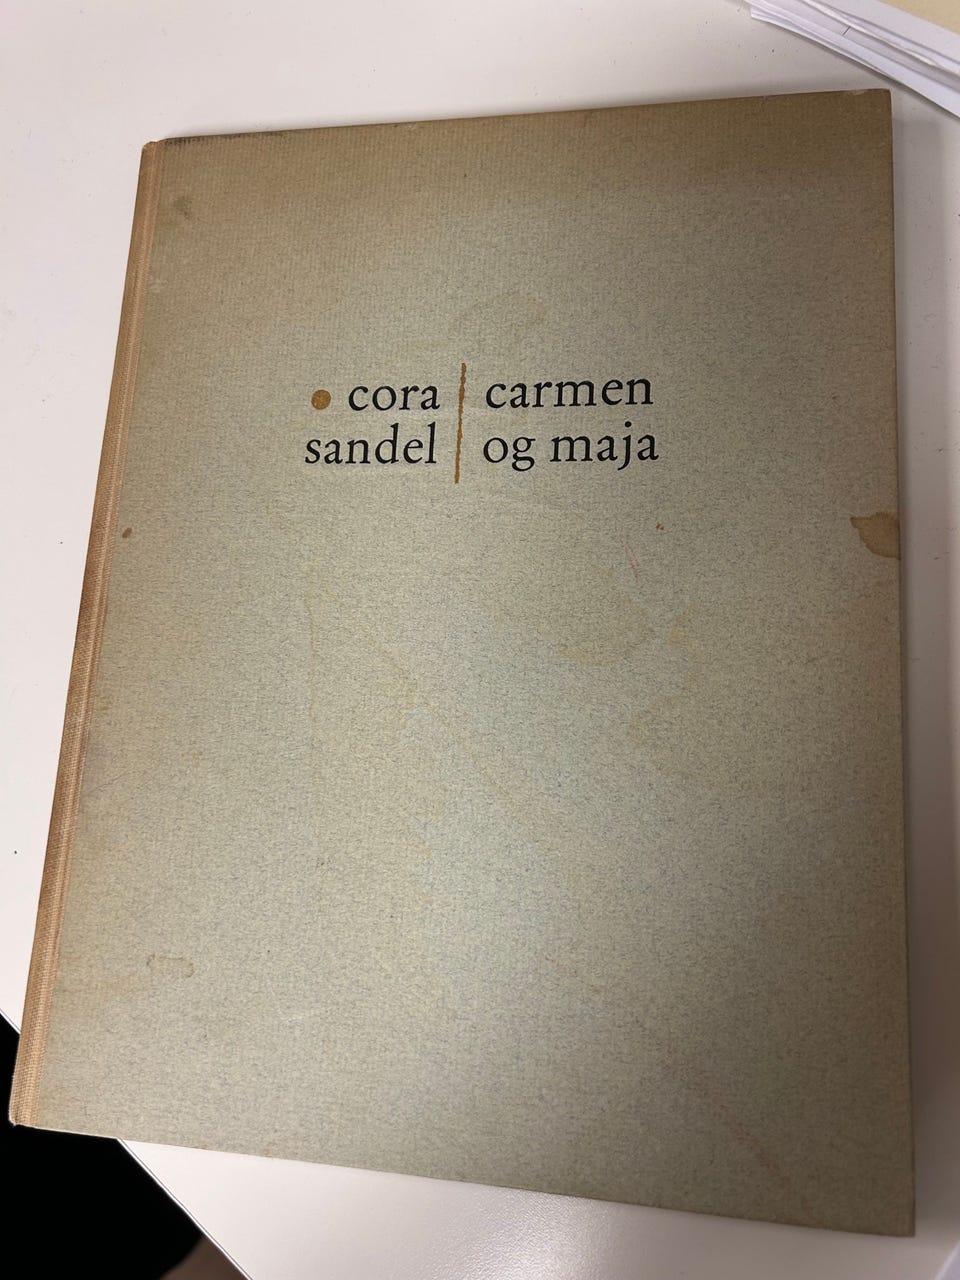 cora
sandel
carmen
og maja